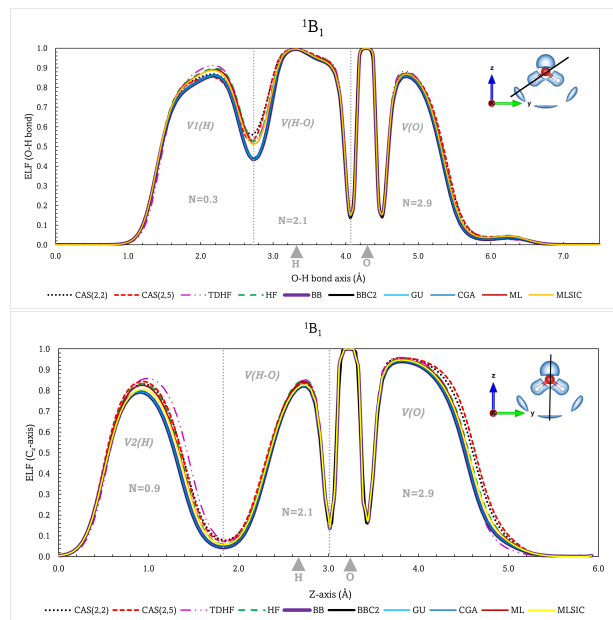 ¹B₁
ELF (O-H bond)
1.0
0.9
0.8
0.7
0.6
0.5
0.4
0.3
0.2
0.1
0.0
V1(H)
V(H-O)
V(O)
N=0.3
N=2.1
N=2.9
z
y
0.0 1.0 2.0 3.0 4.0 5.0 6.0 7.0
H O
O-H bond axis (Å)
CAS(2,2) CAS(2,5) TDHF HF BB BBC2 GU CGA ML MLSIC
¹B₁
ELF (C₂-axis)
1.0
0.9
0.8
0.7
0.6
0.5
0.4
0.3
0.2
0.1
0.0
V(H-O)
V2(H)
V(O)
N=0.9
N=2.1
N=2.9
z
y
0.0 1.0 2.0 3.0 4.0 5.0 6.0
H O
Z-axis (Å)
CAS(2,2) CAS(2,5) TDHF HF BB BBC2 GU CGA ML MLSIC